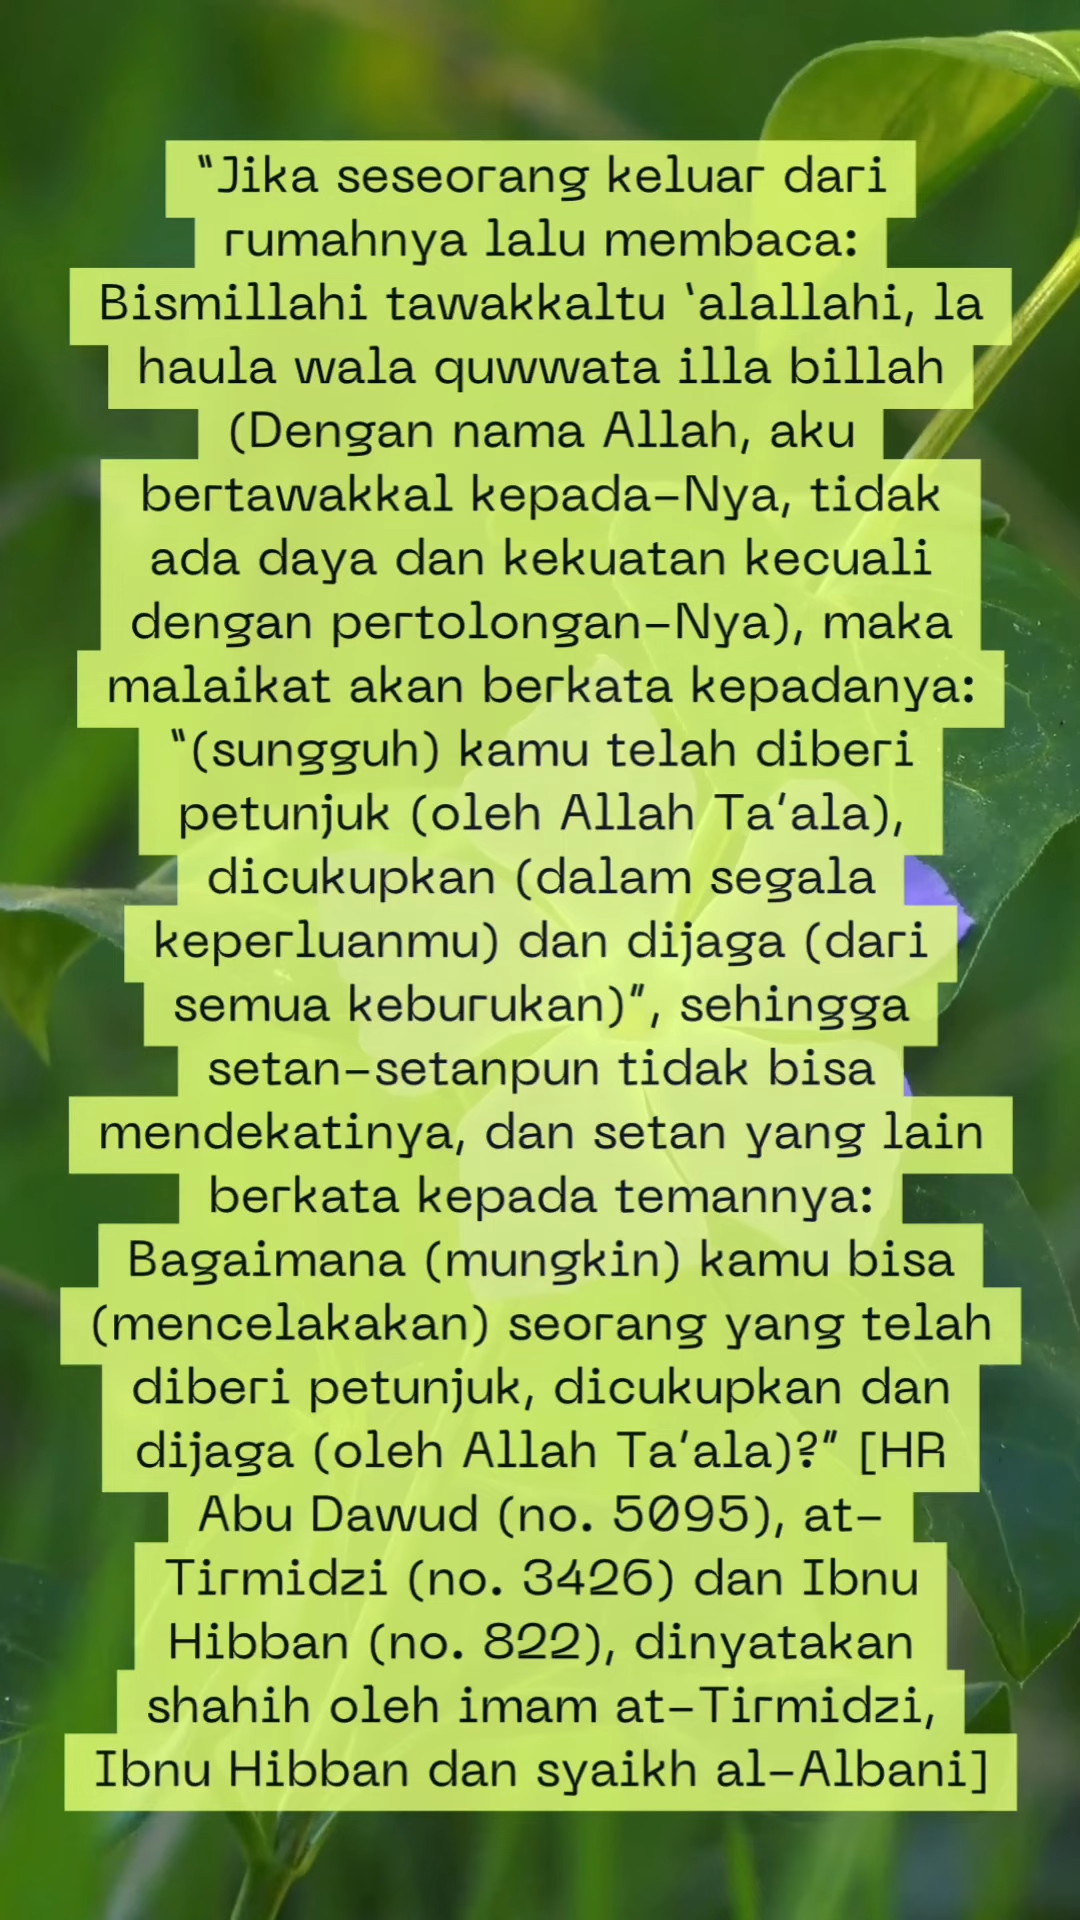 "Jika seseorang keluar dari
rumahnya lalu membaca:
Bismillahi tawakkaltu ‘alallahi, la
haula wala quwwata illa billah
(Dengan nama Allah, aku
bertawakkal kepada-Nya, tidak
ada daya dan kekuatan kecuali
dengan pertolongan-Nya), maka
malaikat akan berkata kepadanya:
"(sungguh) kamu telah diberi
petunjuk (oleh Allah Ta’ala),
dicukupkan (dalam segala
keperluanmu) dan dijaga (dari
semua keburukan)”, sehingga
setan-setanpun tidak bisa
mendekatinya, dan setan yang lain
berkata kepada temannya:
Bagaimana (mungkin) kamu bisa
(mencelakakan) seorang yang telah
diberi petunjuk, dicukupkan dan
dijaga (oleh Allah Ta’ala)?” [HR
Abu Dawud (no. 5095), at-
Tirmidzi (no. 3426) dan Ibnu
Hibban (no. 822), dinyatakan
shahih oleh imam at-Tirmidzi,
Ibnu Hibban dan syaikh al-Albani]